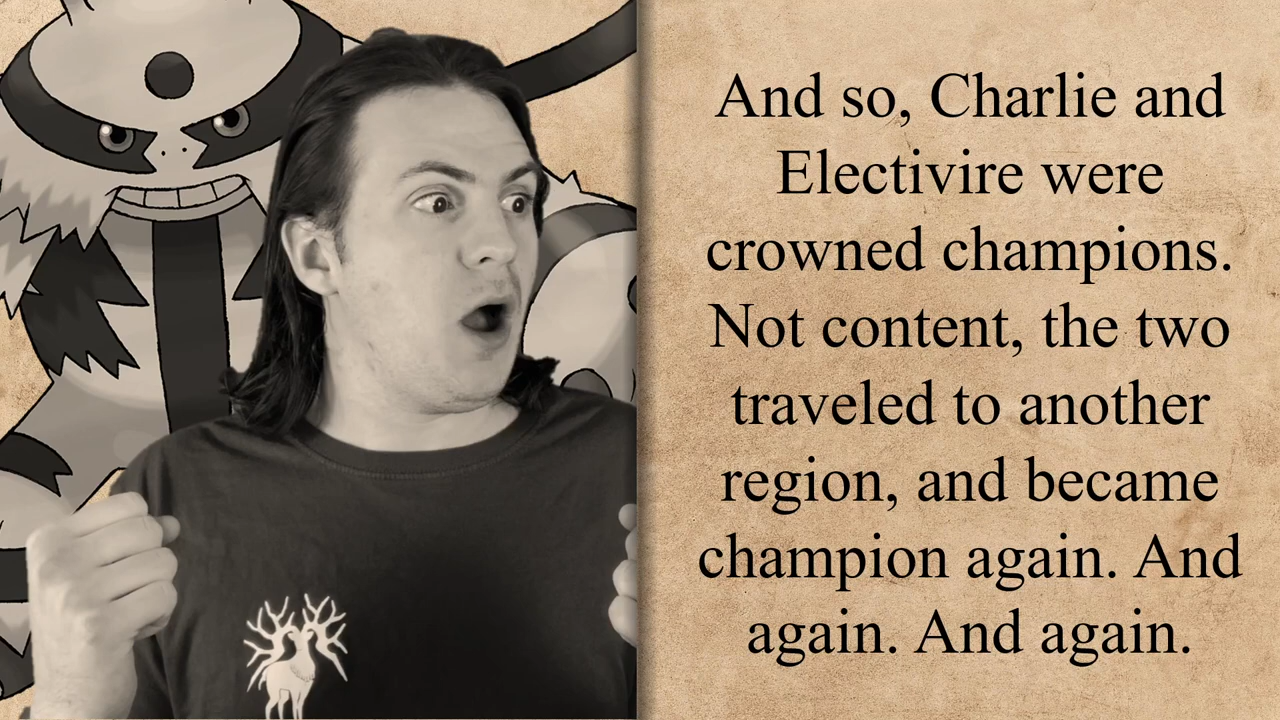 And so, Charlie and
Electivire were
crowned champions.
Not content, the two
traveled to another
region, and became
champion again. And
again. And again.